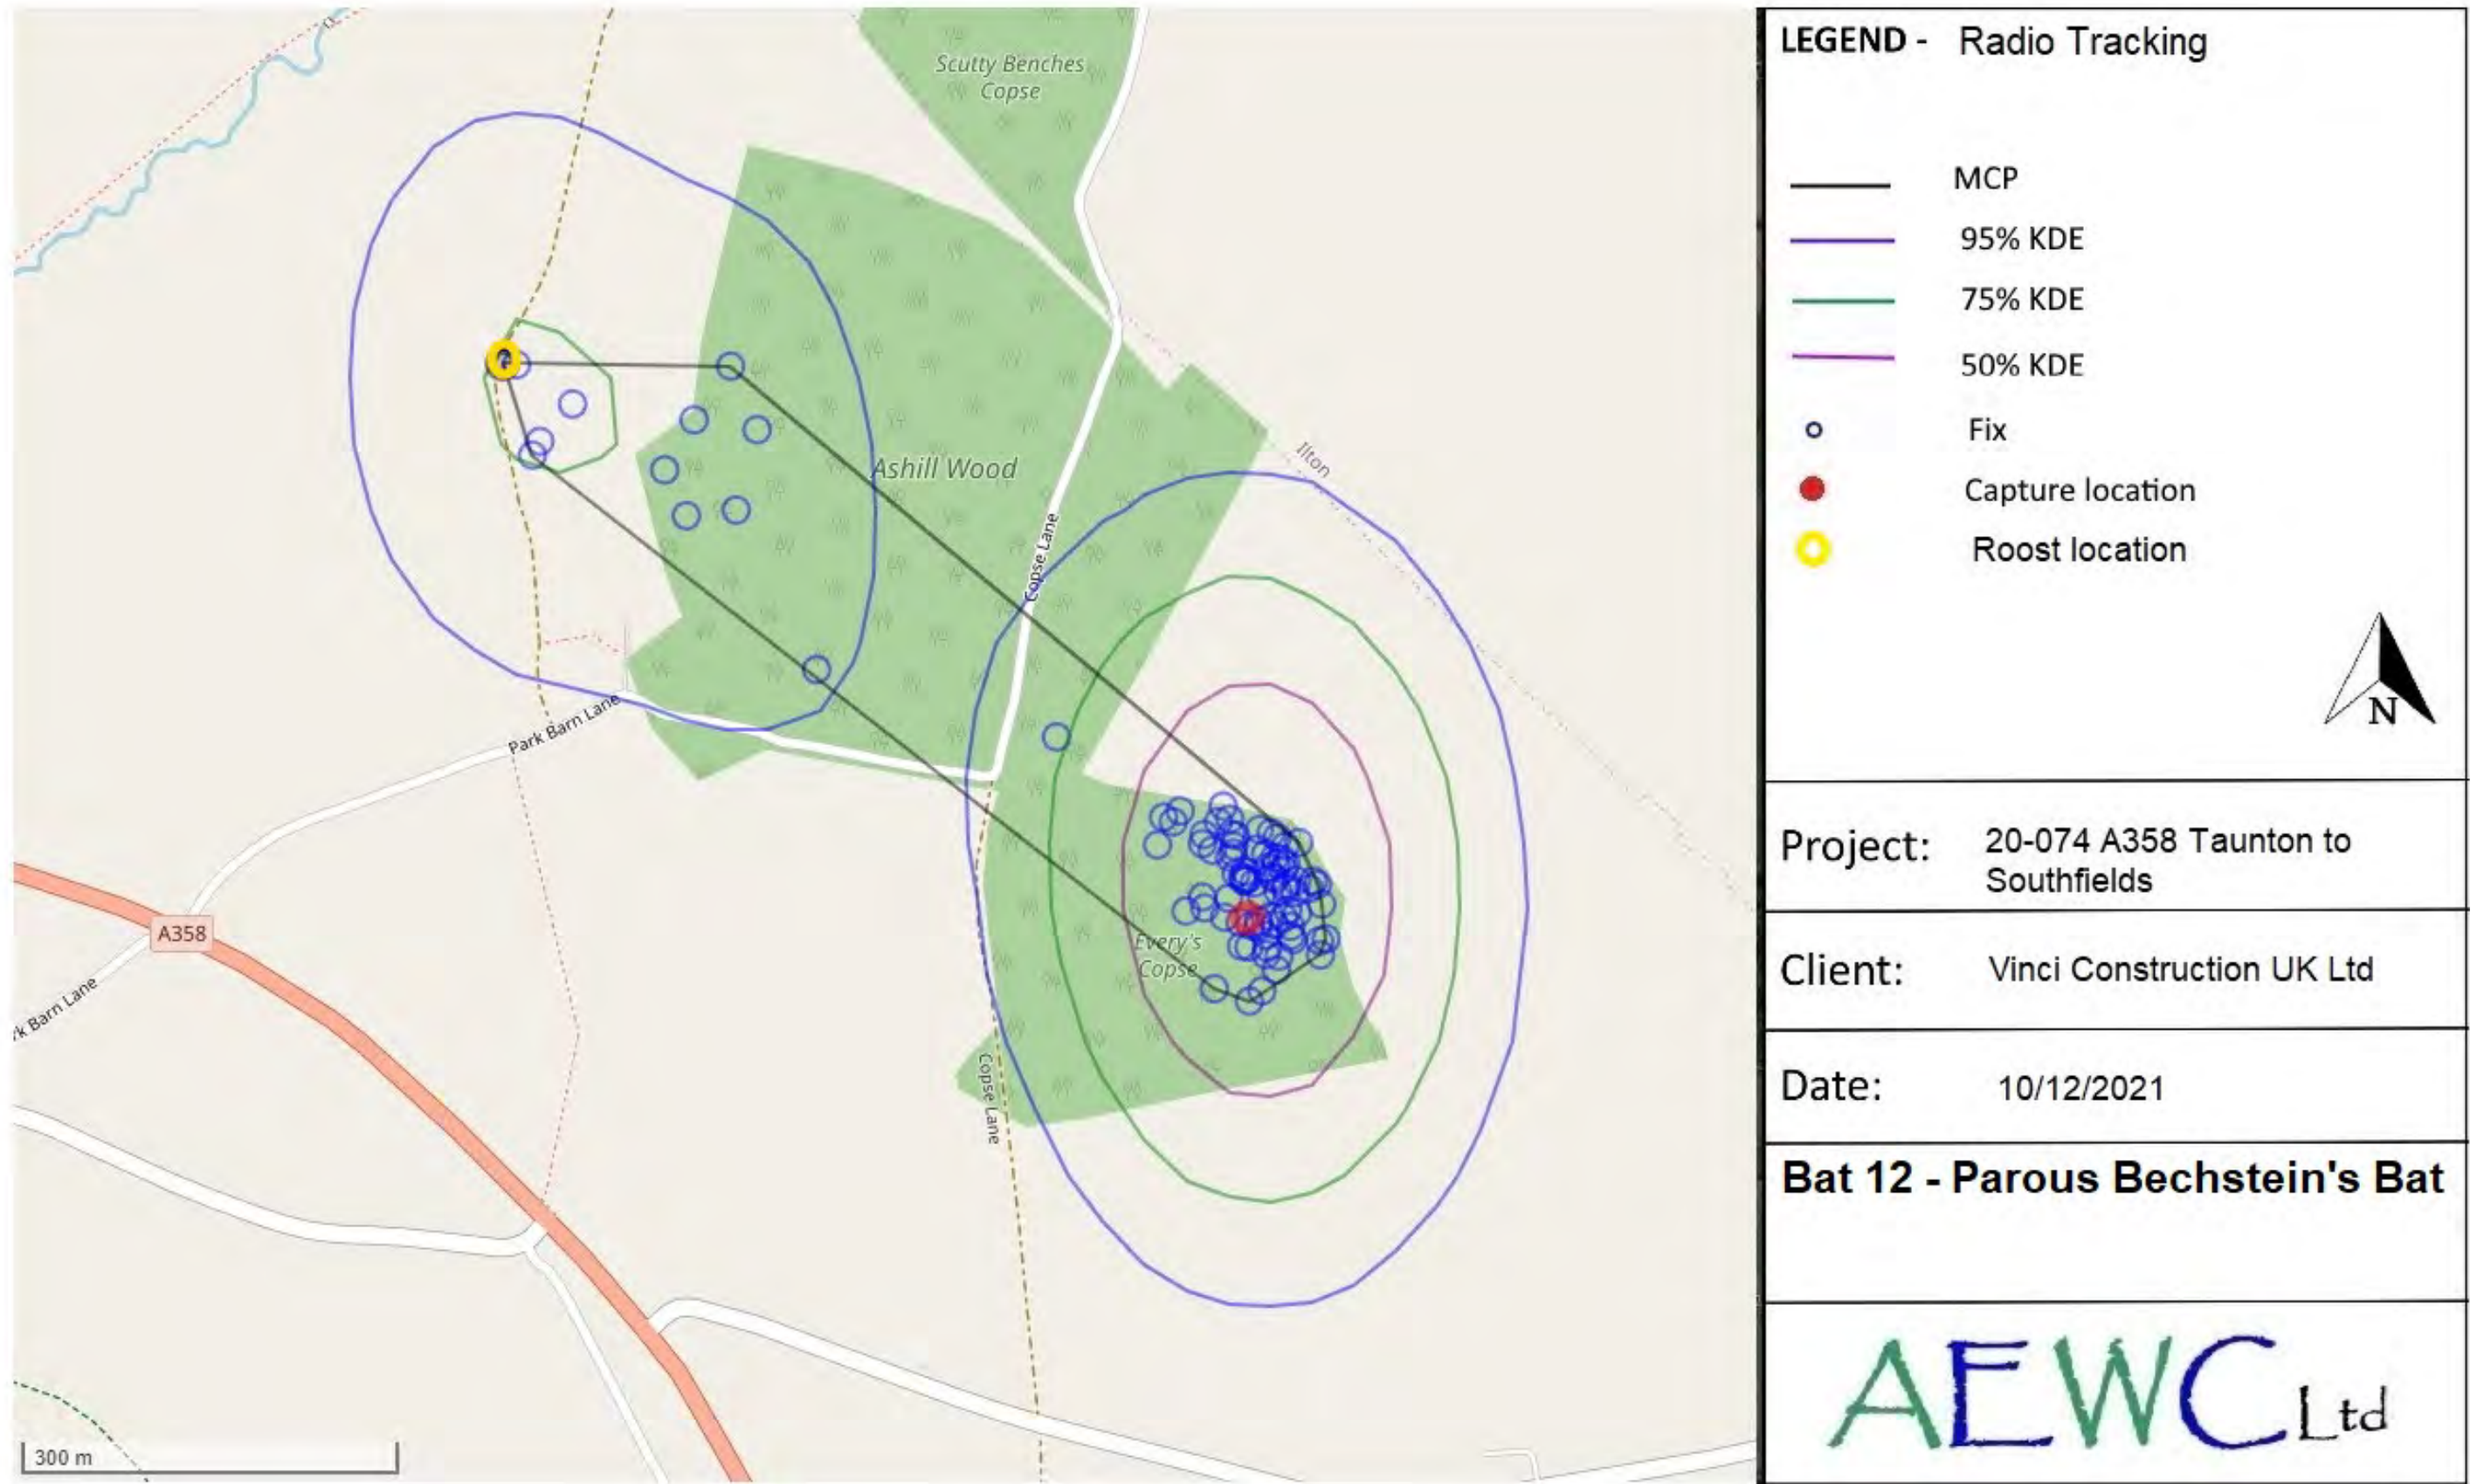 Scutty Benches
Copse
Ilton
Ashill Wood
Copse Lane
Park Barn Lane
Every's
Copse
A358
rk Barn Lane
Copse Lane
300 m
LEGEND - Radio Tracking
MCP
95% KDE
75% KDE
50% KDE
Fix
Capture location
Roost location
N
Project: 20-074 A358 Taunton to
Southfields
Client: Vinci Construction UK Ltd
Date: 10/12/2021
Bat 12 - Parous Bechstein's Bat
AEWC Ltd